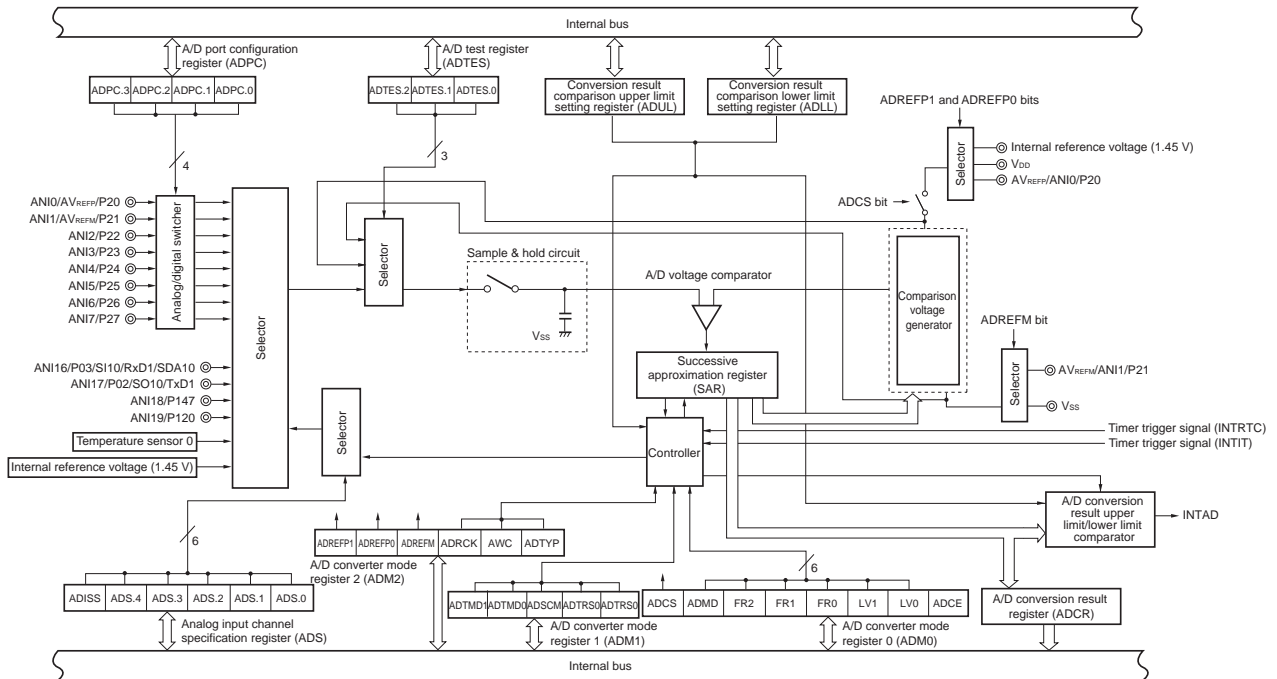 Internal bus
A/D port configuration
register (ADPC)
A/D test register
(ADTES)
ADPC.3 ADPC.2 ADPC.1 ADPC.0
ADTES.2 ADTES.1 ADTES.0
Conversion result
comparison upper limit
setting register (ADUL)
Conversion result
comparison lower limit
setting register (ADLL)
ADREFP1 and ADREFP0 bits
Selector
Internal reference voltage (1.45 V)
VDD
AVREFP/ANI0/P20
4
3
ADCS bit
ANI0/AVREFP/P20
ANI1/AVREFM/P21
ANI2/P22
ANI3/P23
ANI4/P24
ANI5/P25
ANI6/P26
ANI7/P27
Analog/digital switcher
Selector
Selector
Sample & hold circuit
VSS
A/D voltage comparator
Comparison
voltage
generator
ADREFM bit
Selector
AVREFM/ANI1/P21
VSS
ANI16/P03/SI10/RxD1/SDA10
ANI17/P02/SO10/TxD1
ANI18/P147
ANI19/P120
Temperature sensor 0
Internal reference voltage (1.45 V)
Selector
Successive
approximation register
(SAR)
Controller
Timer trigger signal (INTRTC)
Timer trigger signal (INTIT)
A/D conversion
result upper
limit/lower limit
comparator
INTAD
6
ADREFP1 ADREFP0 ADREFM ADRCK AWC ADTYP
A/D converter mode
register 2 (ADM2)
6
ADISS ADS.4 ADS.3 ADS.2 ADS.1 ADS.0
Analog input channel
specification register (ADS)
ADTMD1 ADTMD0 ADSCM ADTRS0 ADTRS0
A/D converter mode
register 1 (ADM1)
ADCS ADMD FR2 FR1 FR0 LV1 LV0 ADCE
A/D converter mode
register 0 (ADM0)
A/D conversion result
register (ADCR)
Internal bus